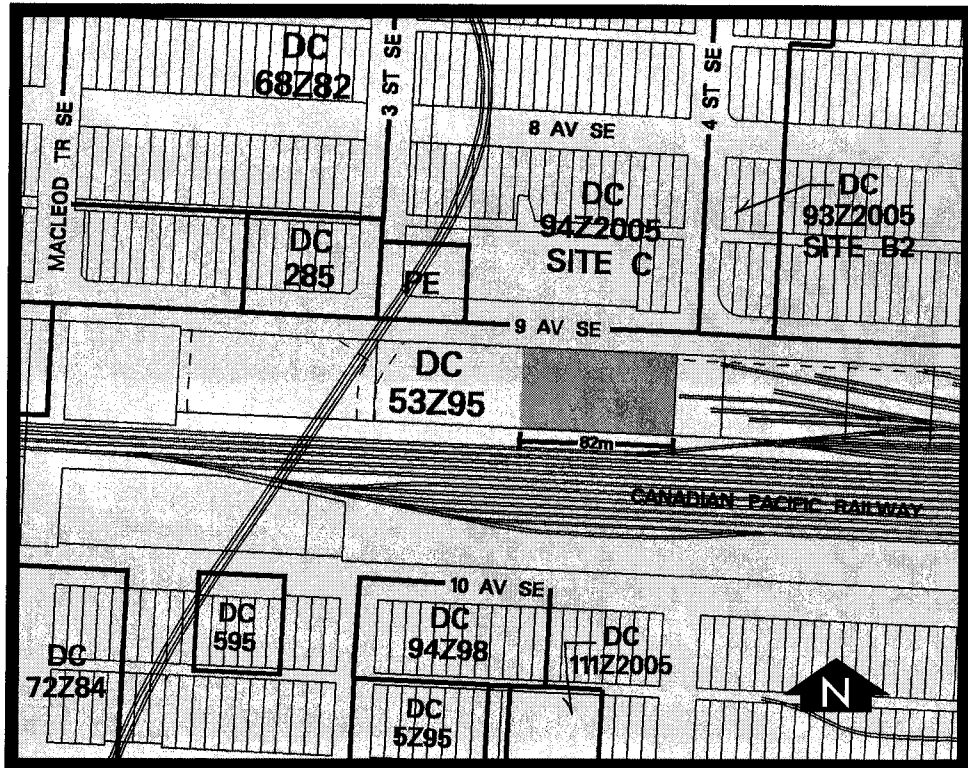 DC
68Z82
3 ST SE
4 ST SE
MACLEOD TR SE
8 AV SE
DC
94Z2005
SITE C
DC
93Z2005
SITE B2
DC
285
PE
9 AV SE
DC
53Z95
82m
CANADIAN PACIFIC RAILWAY
10 AV SE
DC
595
DC
94Z98
DC
111Z2005
DC
72Z84
DC
5Z95
N